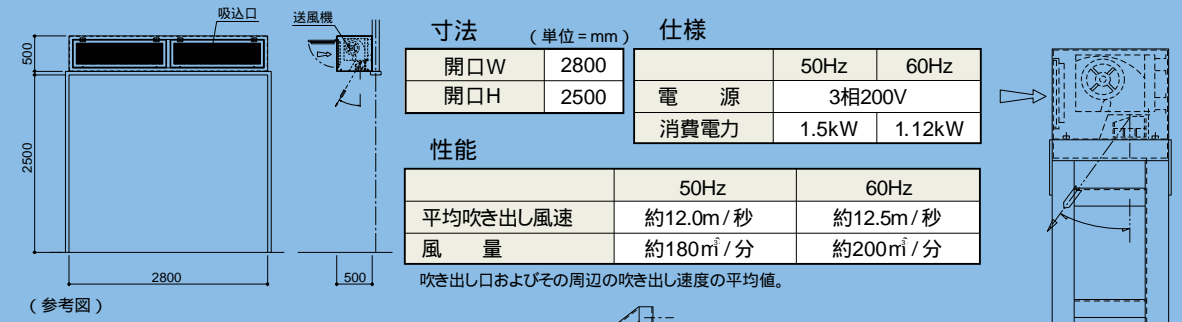 吸込口
送風機
500
2500
2800
500
(参考図)
寸法 (単位=mm)
開口W 2800
開口H 2500
仕様
50Hz 60Hz
電 源 3相200V
消費電力 1.5kW 1.12kW
性能
50Hz 60Hz
平均吹き出し風速 約12.0m/秒 約12.5m/秒
風 量 約180㎥/分 約200㎥/分
吹き出し口およびその周辺の吹き出し速度の平均値。